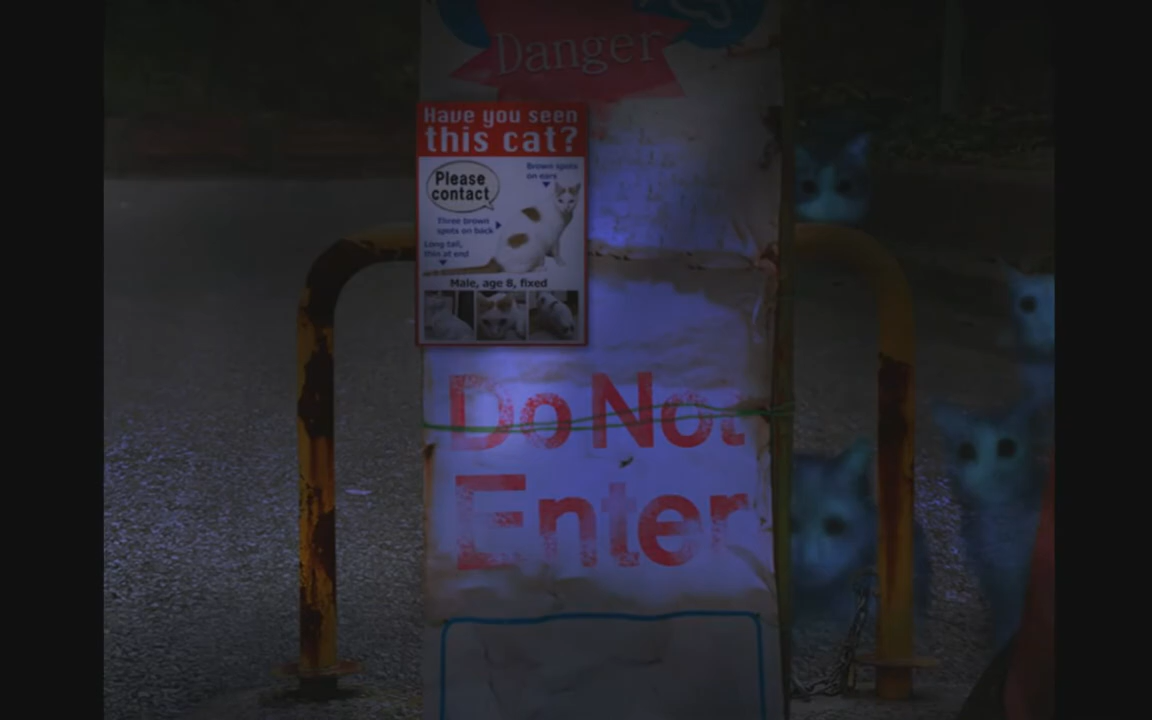 Danger
Have you seen
this cat?
Please
contact
Brown spots
on ears
Three brown
spots on back
Long tail,
thin at end
Male, age 8, fixed
Do Not
Enter